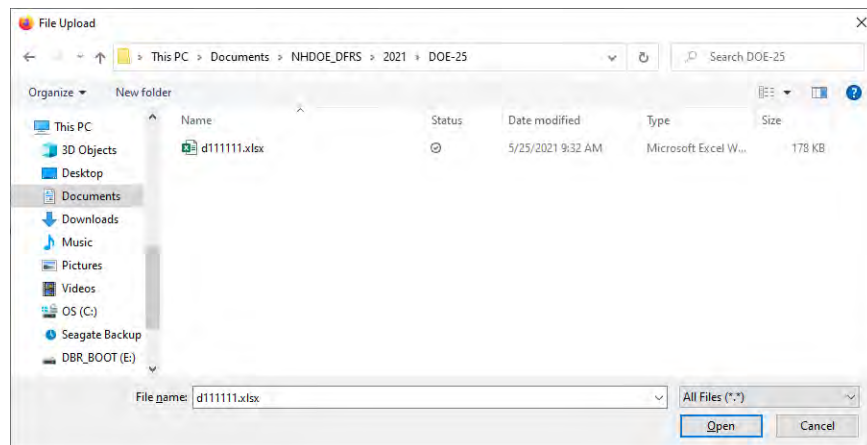 File Upload
This PC > Documents > NHDOE_DFRS > 2021 > DOE-25
Search DOE-25
Organize
New folder
Name
Status
Date modified
Type
Size
d111111.xlsx
5/25/2021 9:32 AM
Microsoft Excel W...
178 KB
This PC
3D Objects
Desktop
Documents
Downloads
Music
Pictures
Videos
OS (C:)
Seagate Backup
DBR_BOOT (E:)
File name: d111111.xlsx
All Files (*.*)
Open
Cancel